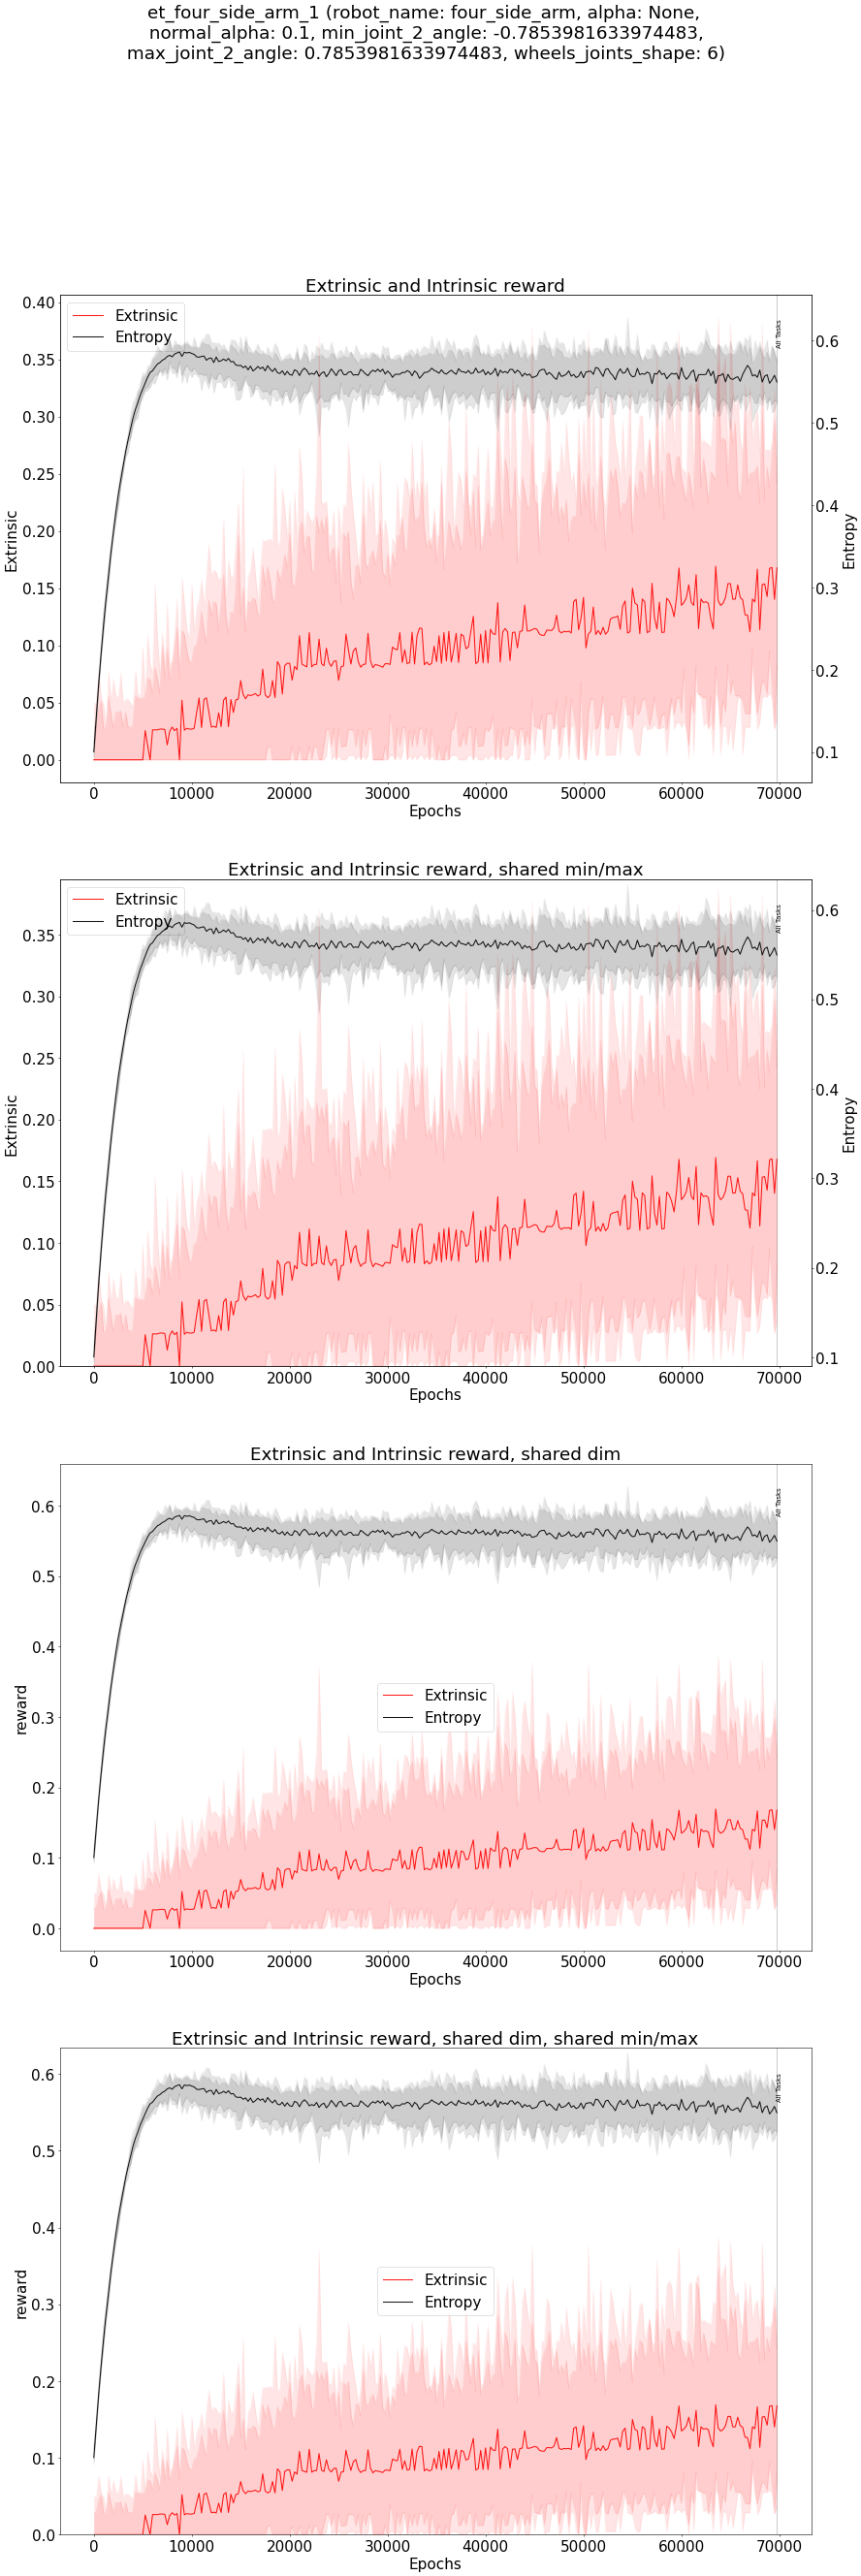 et_four_side_arm_1 (robot_name: four_side_arm, alpha: None,
normal_alpha: 0.1, min_joint_2_angle: -0.7853981633974483,
max_joint_2_angle: 0.7853981633974483, wheels_joints_shape: 6)
Extrinsic and Intrinsic reward
Extrinsic
Entropy
All Tasks
0.40
0.35
0.30
0.25
0.20
0.15
0.10
0.05
0.00
Extrinsic
0.6
0.5
0.4
0.3
0.2
0.1
Entropy
0 10000 20000 30000 40000 50000 60000 70000
Epochs
Extrinsic and Intrinsic reward, shared min/max
Extrinsic
Entropy
All Tasks
0.35
0.30
0.25
0.20
0.15
0.10
0.05
0.00
Extrinsic
0.6
0.5
0.4
0.3
0.2
0.1
Entropy
0 10000 20000 30000 40000 50000 60000 70000
Epochs
Extrinsic and Intrinsic reward, shared dim
All Tasks
0.6
0.5
0.4
0.3
0.2
0.1
0.0
reward
Extrinsic
Entropy
0 10000 20000 30000 40000 50000 60000 70000
Epochs
Extrinsic and Intrinsic reward, shared dim, shared min/max
All Tasks
0.6
0.5
0.4
0.3
0.2
0.1
0.0
reward
Extrinsic
Entropy
0 10000 20000 30000 40000 50000 60000 70000
Epochs